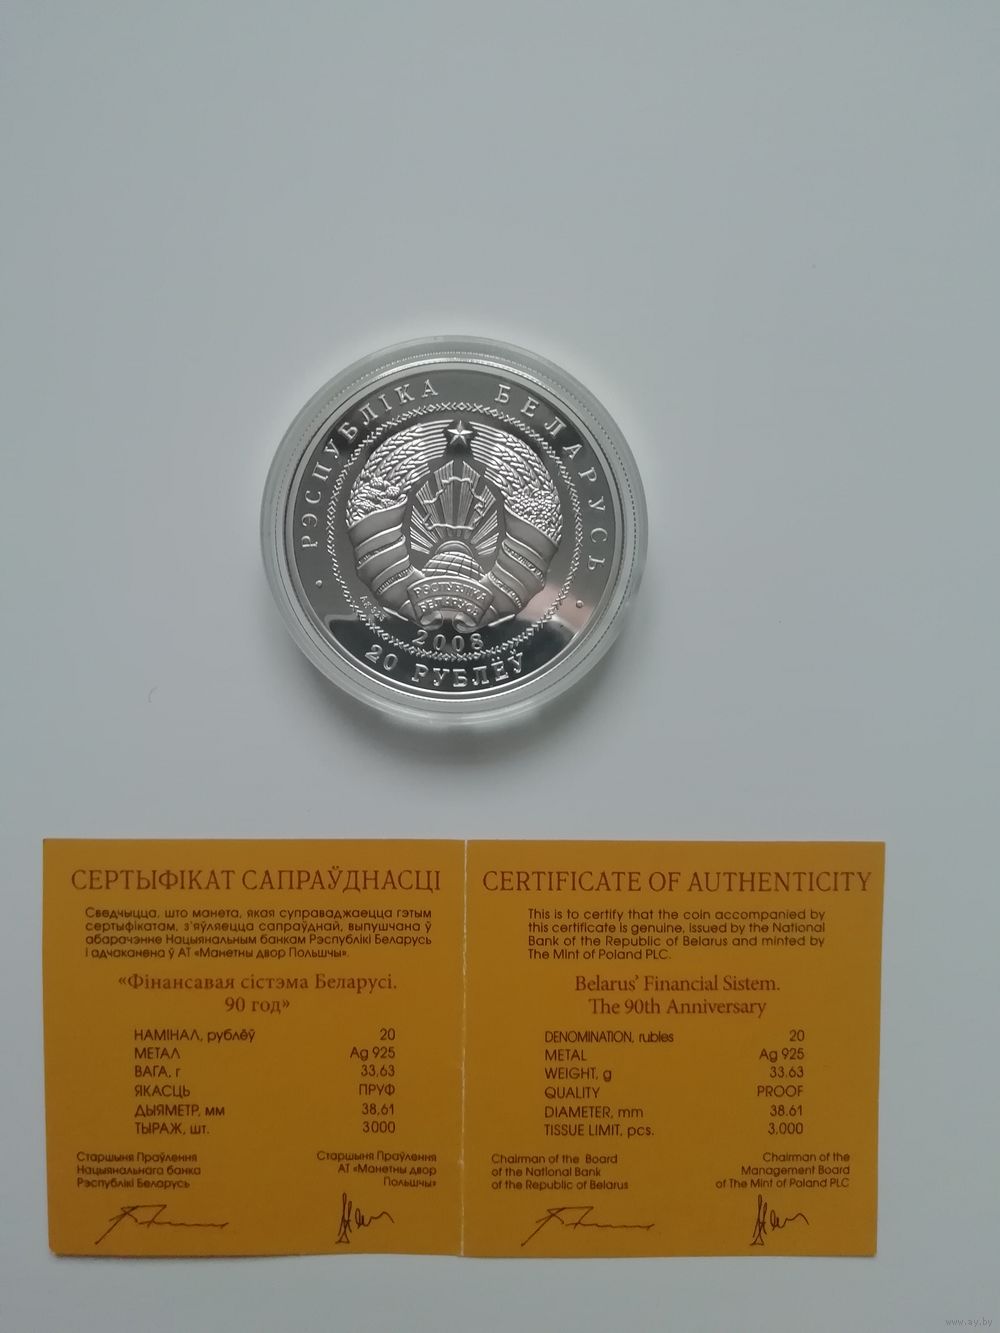 РЭСПУБЛІКА БЕЛАРУСЬ
РЭСПУБЛІКА
БЕЛАРУСЬ
Ag 925
2008
20 РУБЛЁЎ
СЕРТЫФІКАТ САПРАЎДНАСЦІ
Сведчыцца, што манета, якая суправаджаецца гэтым
сертыфікатам, з'яўляецца сапраўднай, выпушчана ў
абарачэнне Нацыянальным банкам Рэспублікі Беларусь
і адчаканена ў АТ «Манетны двор Польшчы».
«Фінансавая сістэма Беларусі.
90 год»
НАМІНАЛ, рублёў 20
МЕТАЛ Ag 925
ВАГА, г 33,63
ЯКАСЦЬ ПРУФ
ДЫЯМЕТР, мм 38,61
ТЫРАЖ, шт. 3000
Старшыня Праўлення
Нацыянальнага банка
Рэспублікі Беларусь
Старшыня Праўлення
АТ «Манетны двор
Польшчы»
CERTIFICATE OF AUTHENTICITY
This is to certify that the coin accompanied by
this certificate is genuine, issued by the National
Bank of the Republic of Belarus and minted by
The Mint of Poland PLC.
Belarus' Financial Sistem.
The 90th Anniversary
DENOMINATION, rubles 20
METAL Ag 925
WEIGHT, g 33.63
QUALITY PROOF
DIAMETER, mm 38.61
TISSUE LIMIT, pcs. 3,000
Chairman of the Board
of the National Bank
of the Republic of Belarus
Chairman of the
Management Board
of The Mint of Poland PLC
www.ay.by